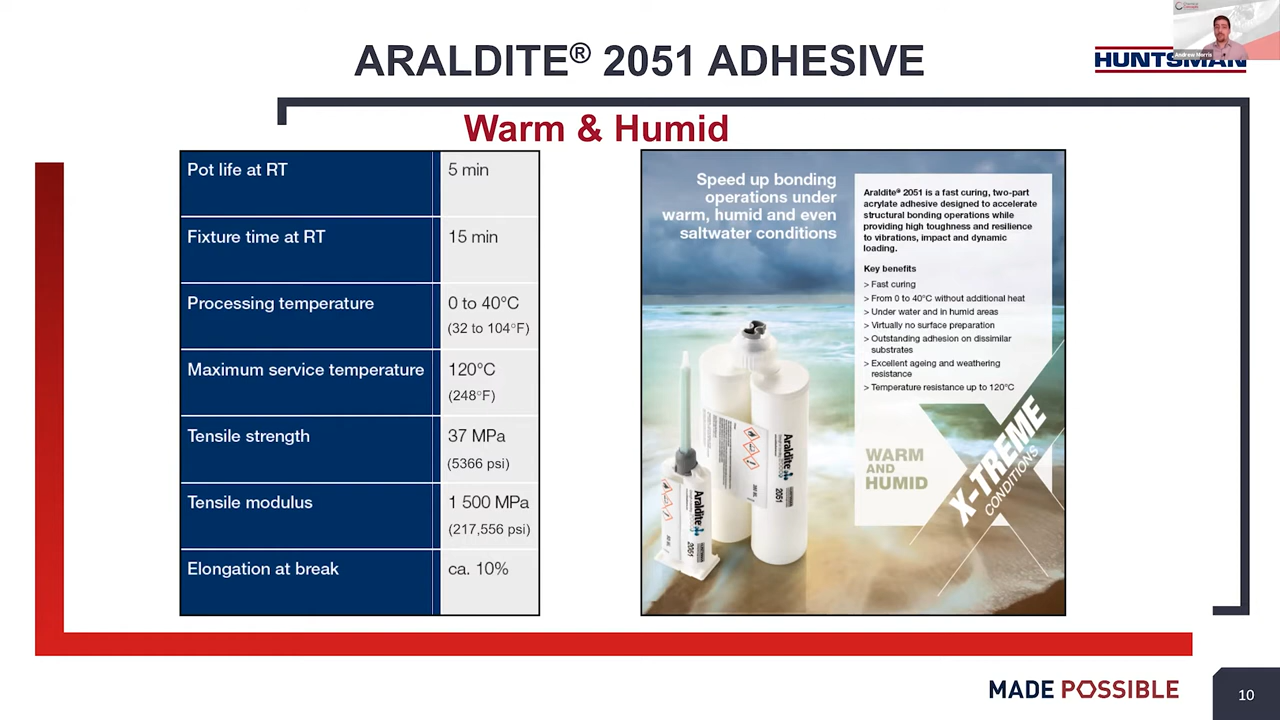 ARALDITE® 2051 ADHESIVE
Andrew Morris
HUNTSMAN
Warm & Humid
Pot life at RT 5 min
Fixture time at RT 15 min
Processing temperature 0 to 40°C
(32 to 104°F)
Maximum service temperature 120°C
(248°F)
Tensile strength 37 MPa
(5366 psi)
Tensile modulus 1 500 MPa
(217,556 psi)
Elongation at break ca. 10%
Speed up bonding
operations under
warm, humid and even
saltwater conditions
Araldite® 2051 is a fast curing, two-part
acrylate adhesive designed to accelerate
structural bonding operations while
providing high toughness and resilience
to vibrations, impact and dynamic
loading.
Key benefits
> Fast curing
> From 0 to 40°C without additional heat
> Under water and in humid areas
> Virtually no surface preparation
> Outstanding adhesion on dissimilar
substrates
> Excellent ageing and weathering
resistance
> Temperature resistance up to 120°C
WARM
AND
HUMID
X-TREME
CONDITIONS
Araldite
2051
Araldite
2051
MADE POSSIBLE
10